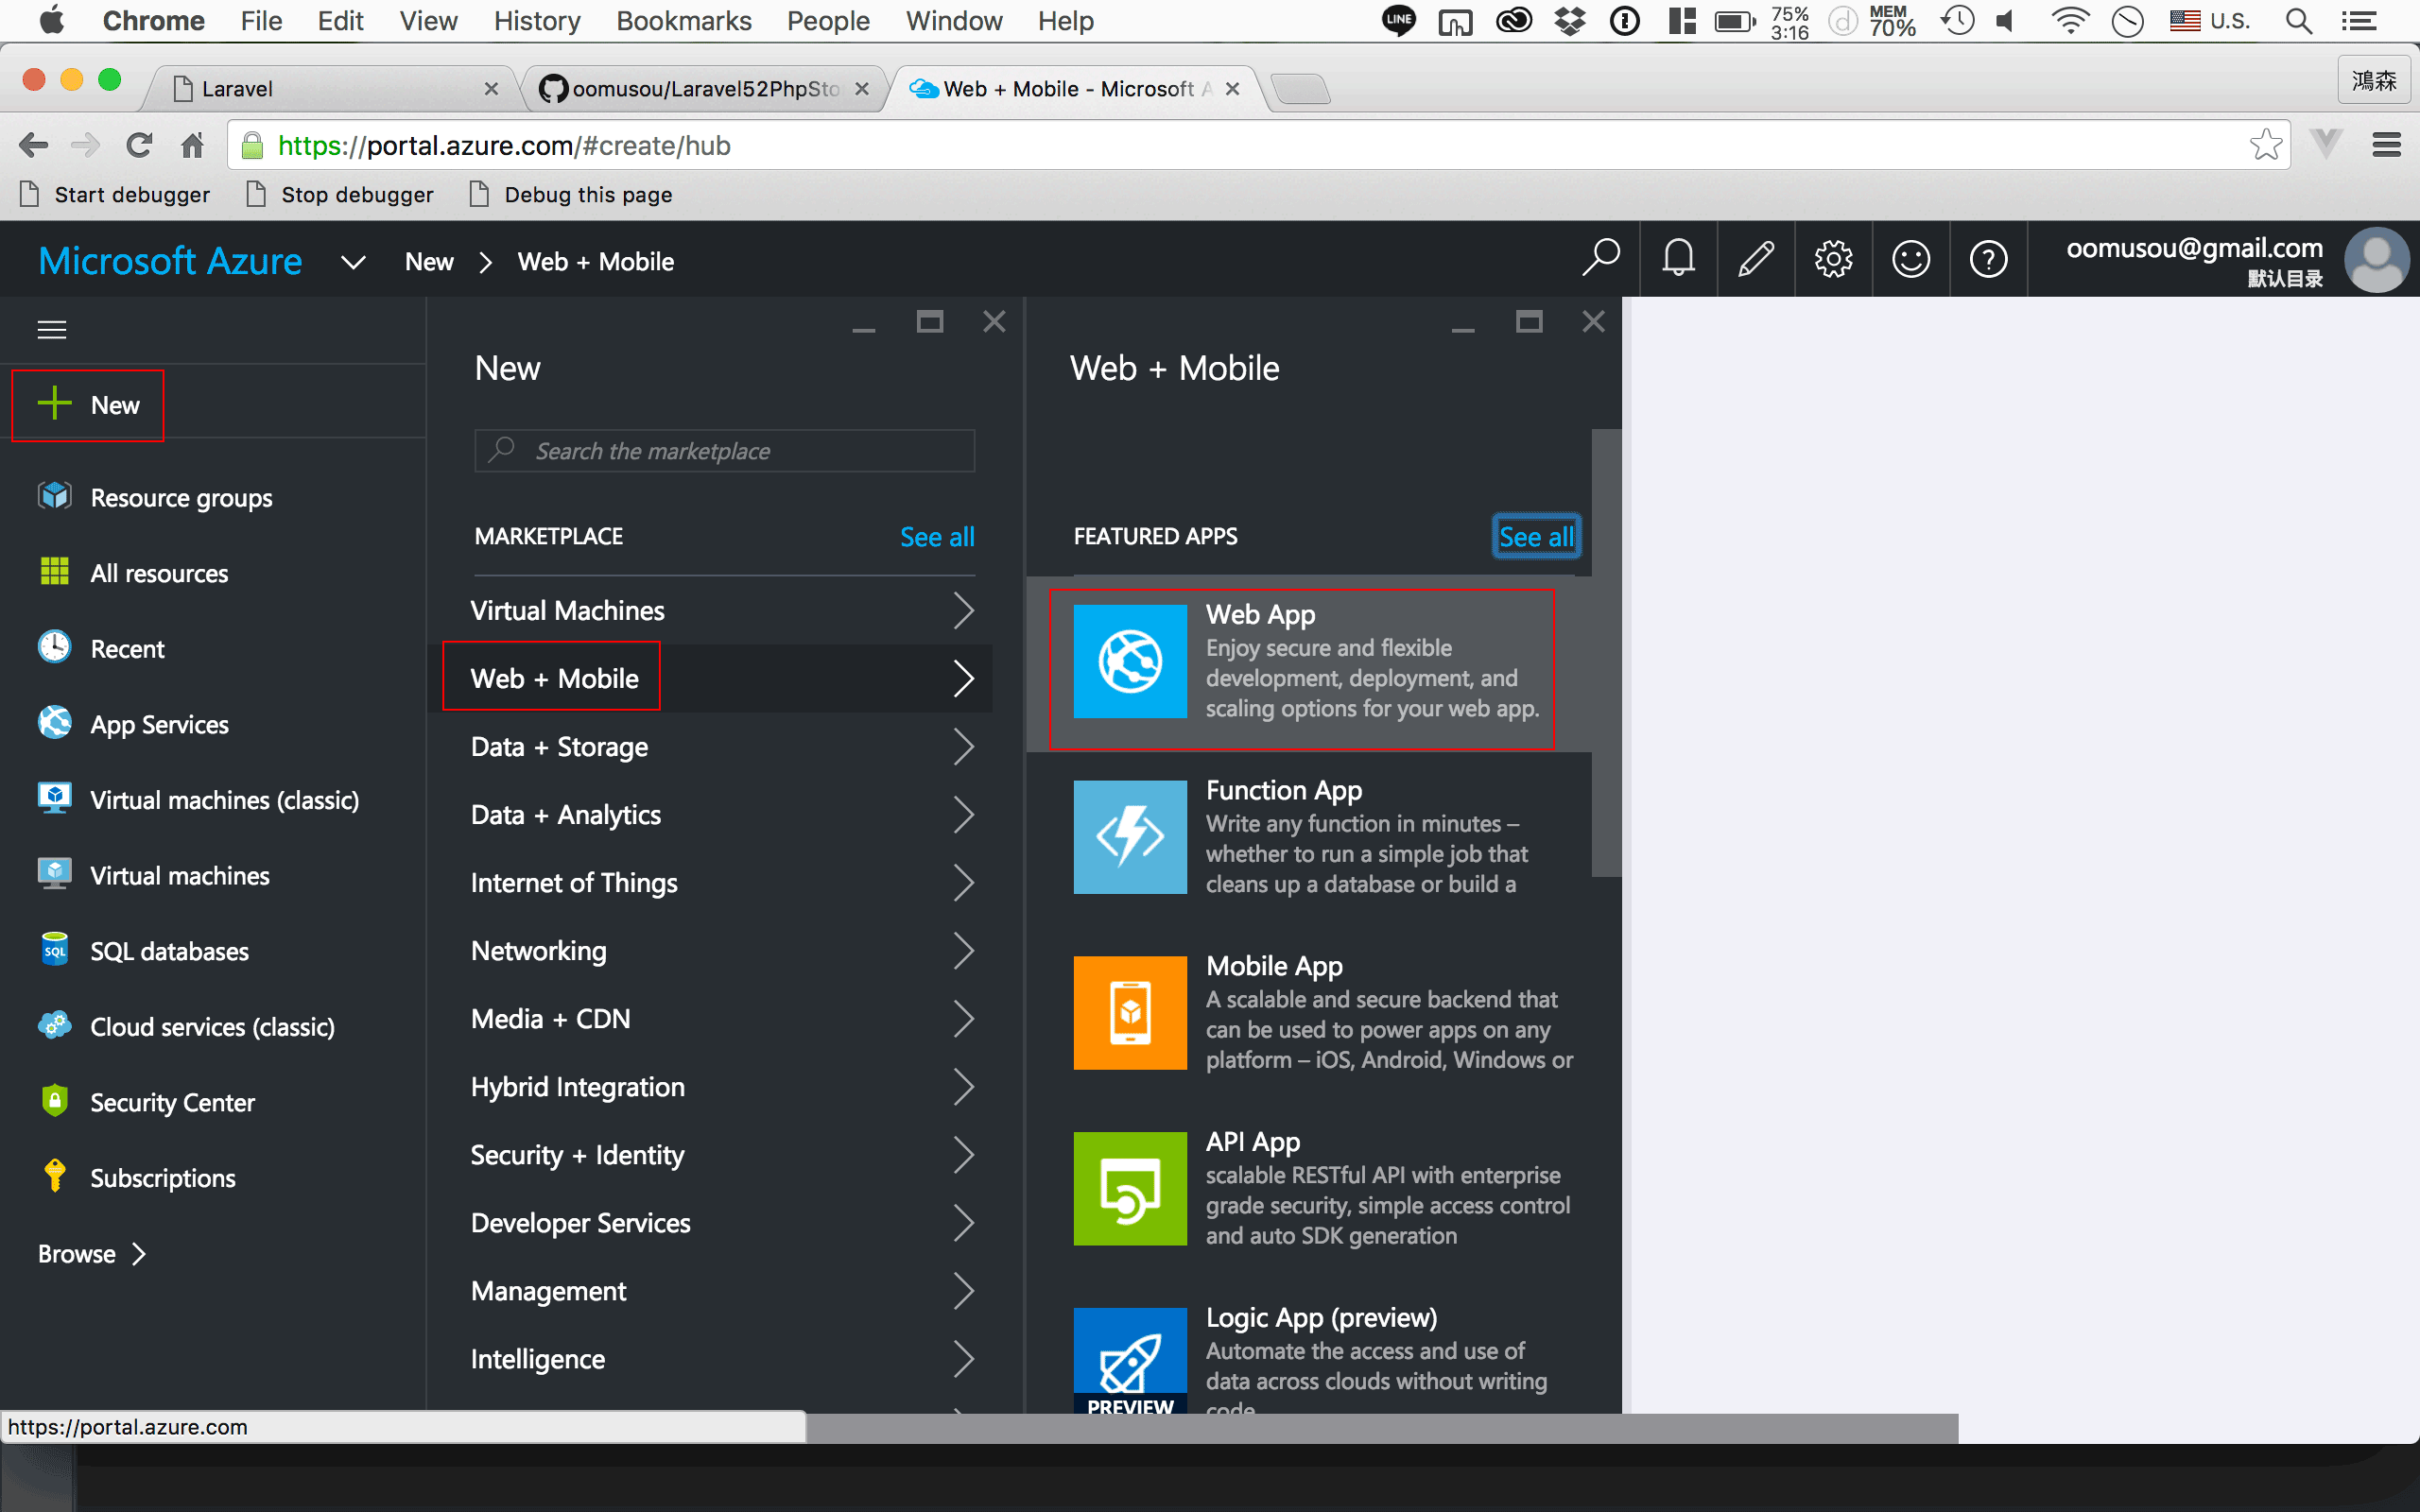 Chrome File Edit View History Bookmarks People Window Help LINE 75% 3:16 MEM 70% U.S.
Laravel
oomusou/Laravel52PhpSto
Web + Mobile - Microsoft A
鴻森
https://portal.azure.com/#create/hub
Start debugger Stop debugger Debug this page
Microsoft Azure New Web + Mobile
oomusou@gmail.com
默认目录
New
Resource groups
All resources
Recent
App Services
Virtual machines (classic)
Virtual machines
SQL
SQL databases
Cloud services (classic)
Security Center
Subscriptions
Browse
New
Search the marketplace
MARKETPLACE See all
Virtual Machines
Web + Mobile
Data + Storage
Data + Analytics
Internet of Things
Networking
Media + CDN
Hybrid Integration
Security + Identity
Developer Services
Management
Intelligence
Web + Mobile
FEATURED APPS See all
Web App
Enjoy secure and flexible
development, deployment, and
scaling options for your web app.
Function App
Write any function in minutes –
whether to run a simple job that
cleans up a database or build a
Mobile App
A scalable and secure backend that
can be used to power apps on any
platform – iOS, Android, Windows or
API App
scalable RESTful API with enterprise
grade security, simple access control
and auto SDK generation
Logic App (preview)
Automate the access and use of
data across clouds without writing
code
PREVIEW
https://portal.azure.com